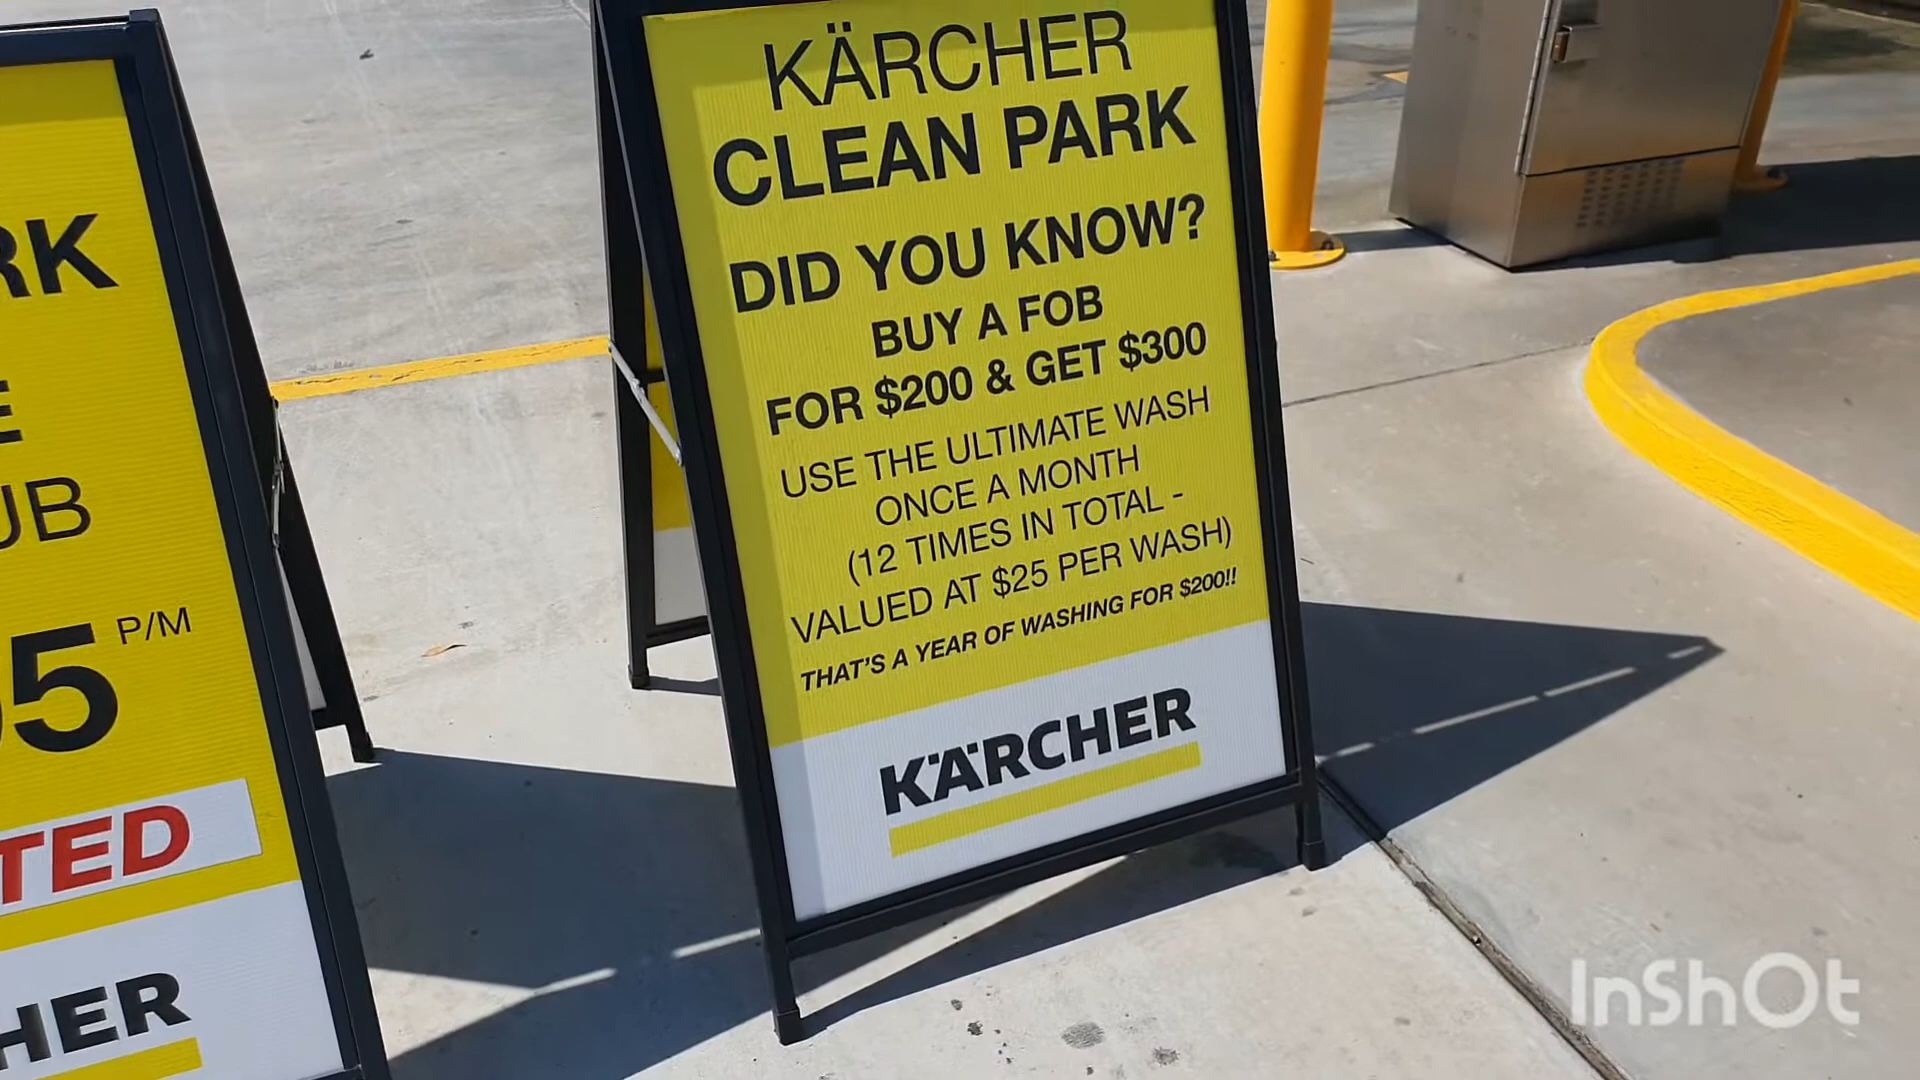 KÄRCHER
CLEAN PARK
DID YOU KNOW?
BUY A FOB
FOR $200 & GET $300
USE THE ULTIMATE WASH
ONCE A MONTH
(12 TIMES IN TOTAL -
VALUED AT $25 PER WASH)
THAT'S A YEAR OF WASHING FOR $200!!
KÄRCHER
RK
E
UB
5 P/M
TED
HER
InShOt